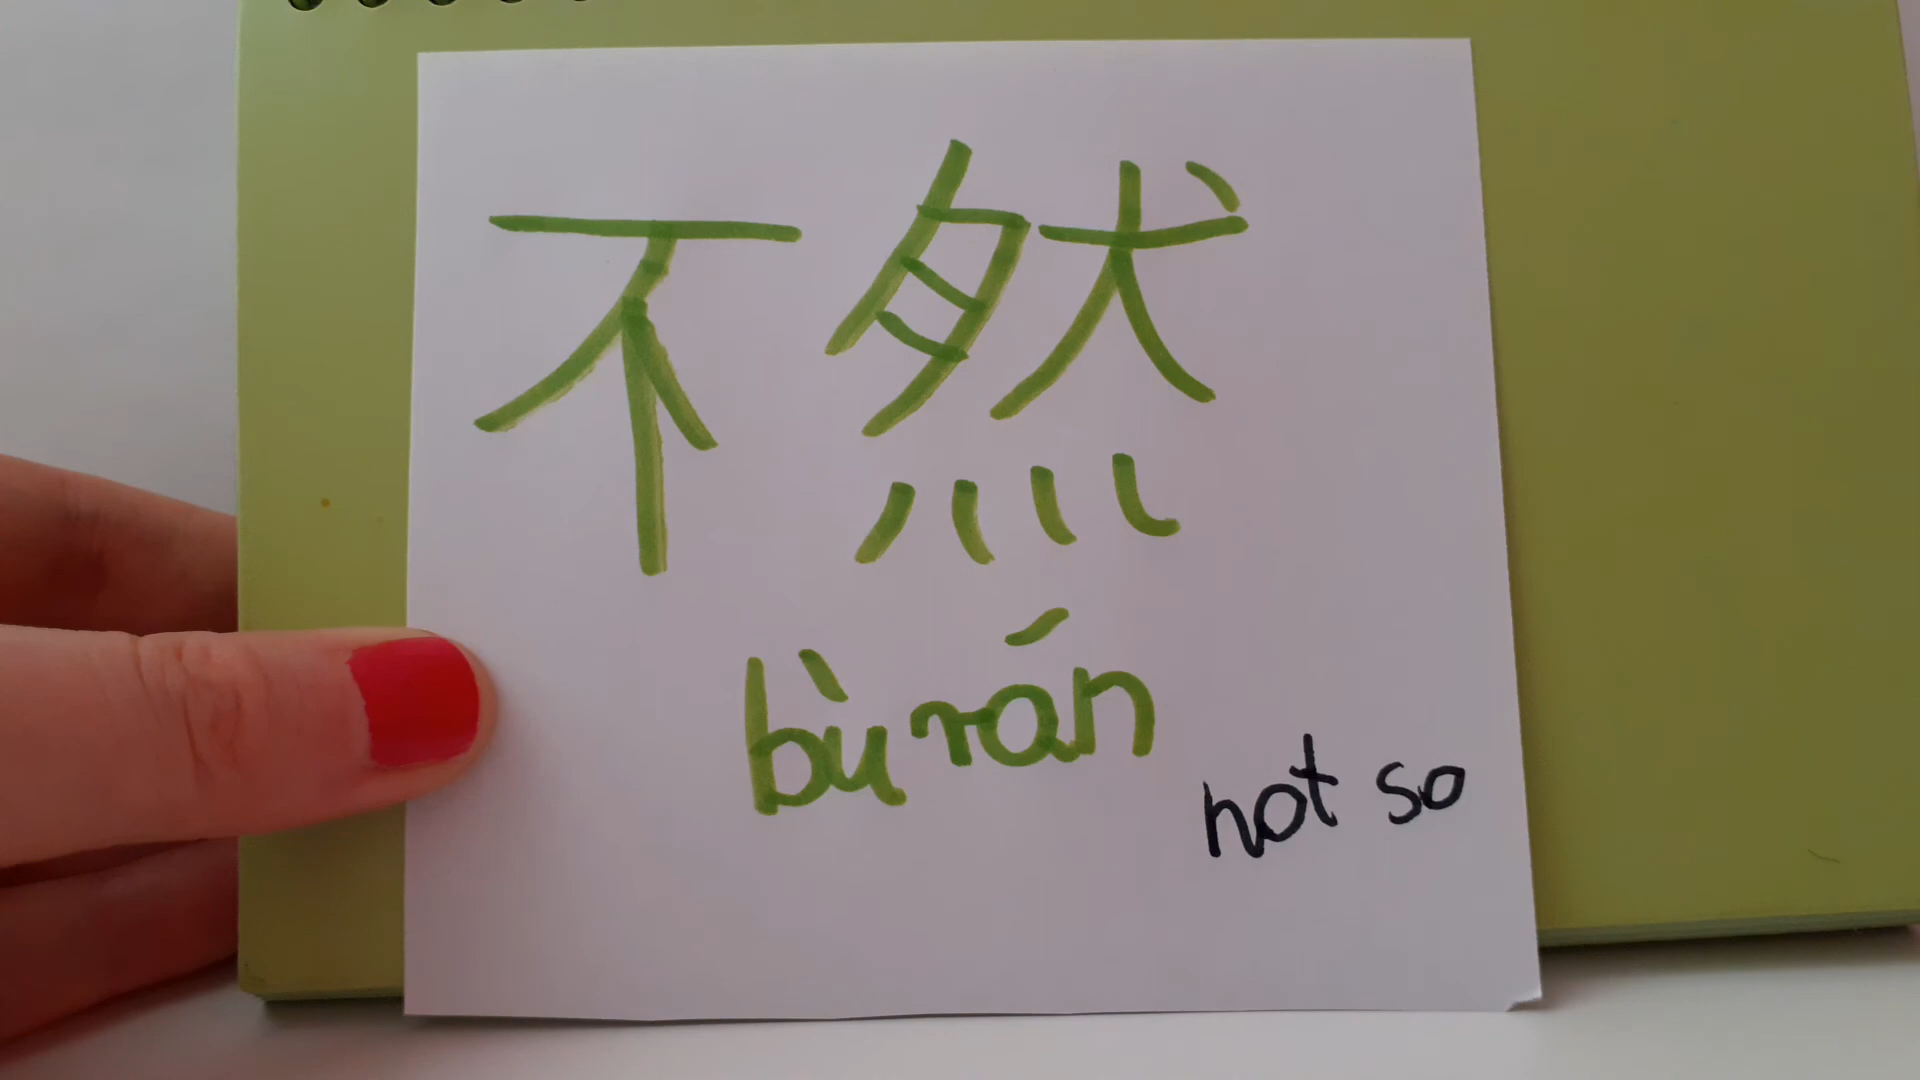 不然
bùrán
not so